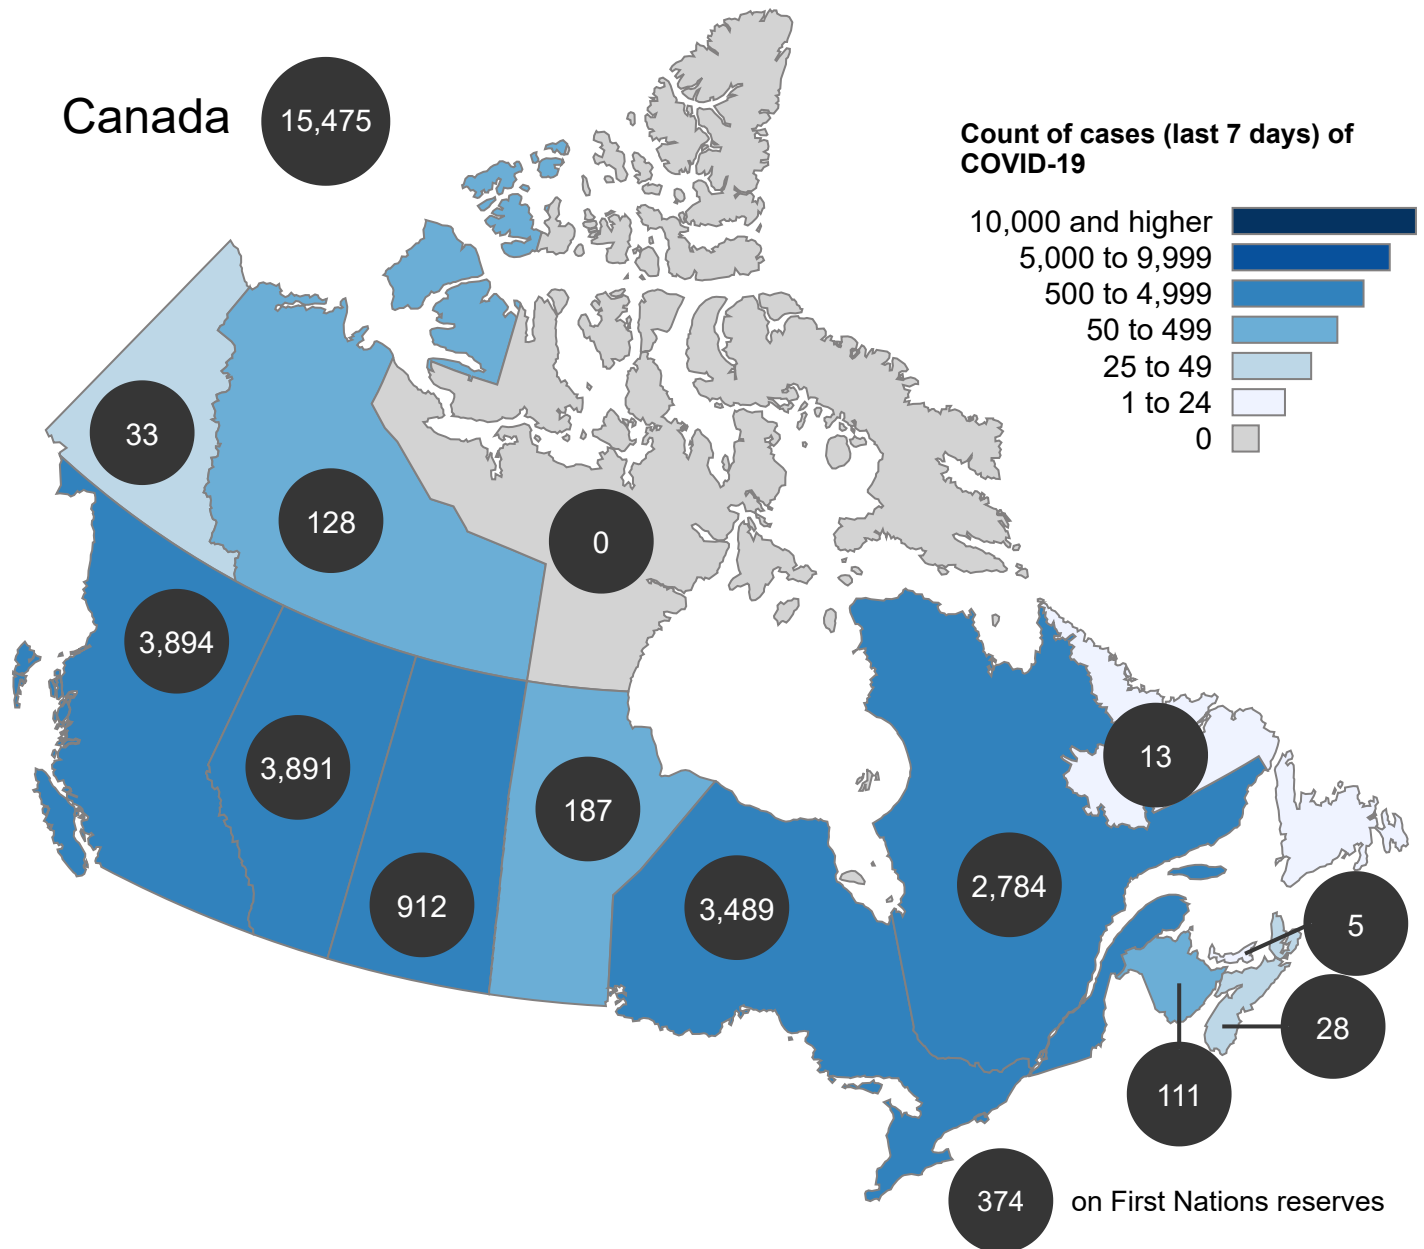 Canada
15,475
Count of cases (last 7 days) of
COVID-19
10,000 and higher
5,000 to 9,999
500 to 4,999
50 to 499
25 to 49
1 to 24
0
33
128
0
3,894
3,891
912
187
3,489
2,784
13
5
28
111
374
on First Nations reserves